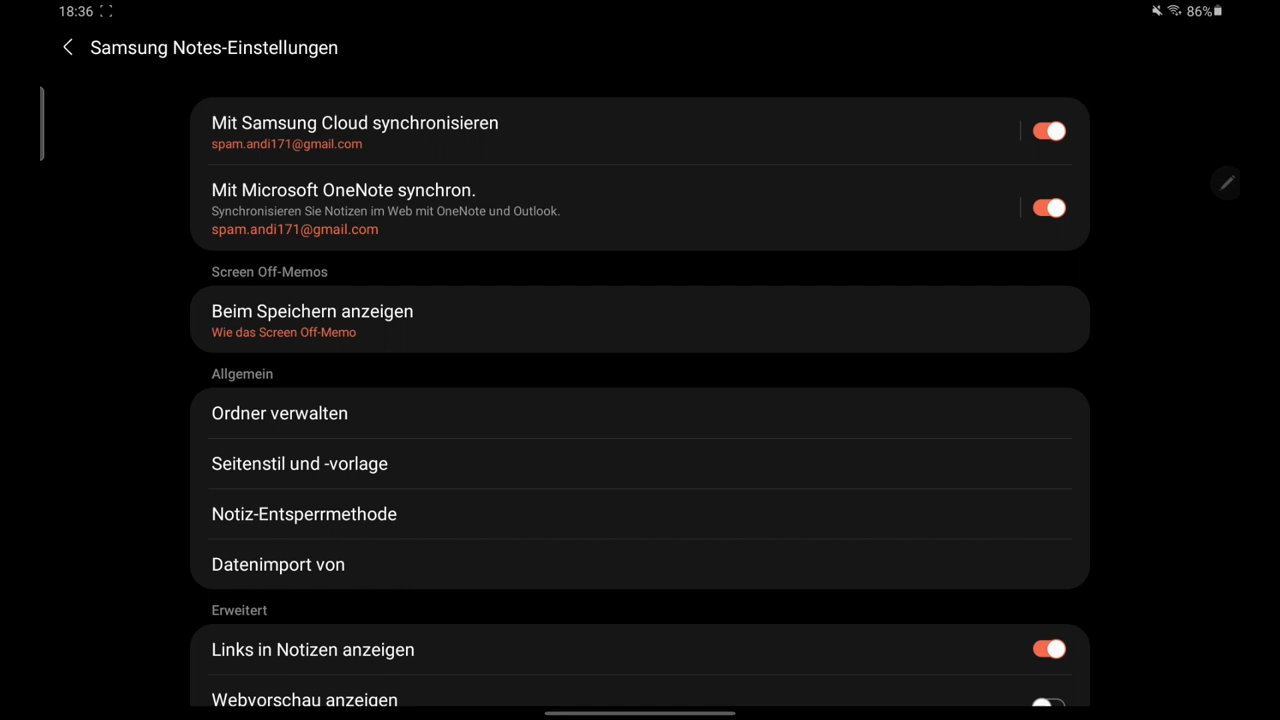 18:36
86%
Samsung Notes-Einstellungen
Mit Samsung Cloud synchronisieren
spam.andi171@gmail.com
Mit Microsoft OneNote synchron.
Synchronisieren Sie Notizen im Web mit OneNote und Outlook.
spam.andi171@gmail.com
Screen Off-Memos
Beim Speichern anzeigen
Wie das Screen Off-Memo
Allgemein
Ordner verwalten
Seitenstil und -vorlage
Notiz-Entsperrmethode
Datenimport von
Erweitert
Links in Notizen anzeigen
Webvorschau anzeigen